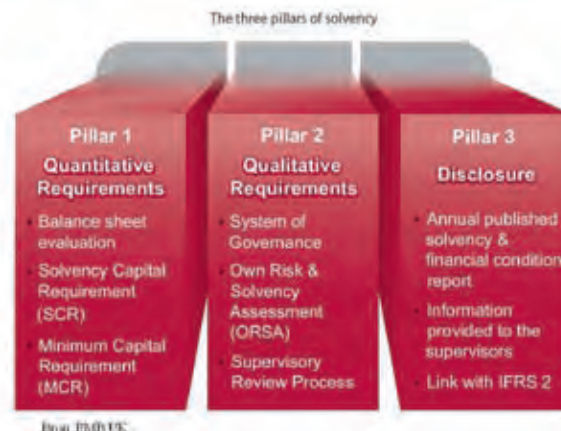 The three pillars of solvency
Pillar 1
Quantitative
Requirements
• Balance sheet
evaluation
• Solvency Capital
Requirement
(SCR)
• Minimum Capital
Requirement
(MCR)
Pillar 2
Qualitative
Requirements
• System of
Governance
• Own Risk &
Solvency
Assessment
(ORSA)
• Supervisory
Review Process
Pillar 3
Disclosure
• Annual published
solvency &
financial condition
report
• Information
provided to the
supervisors
• Link with IFRS 2